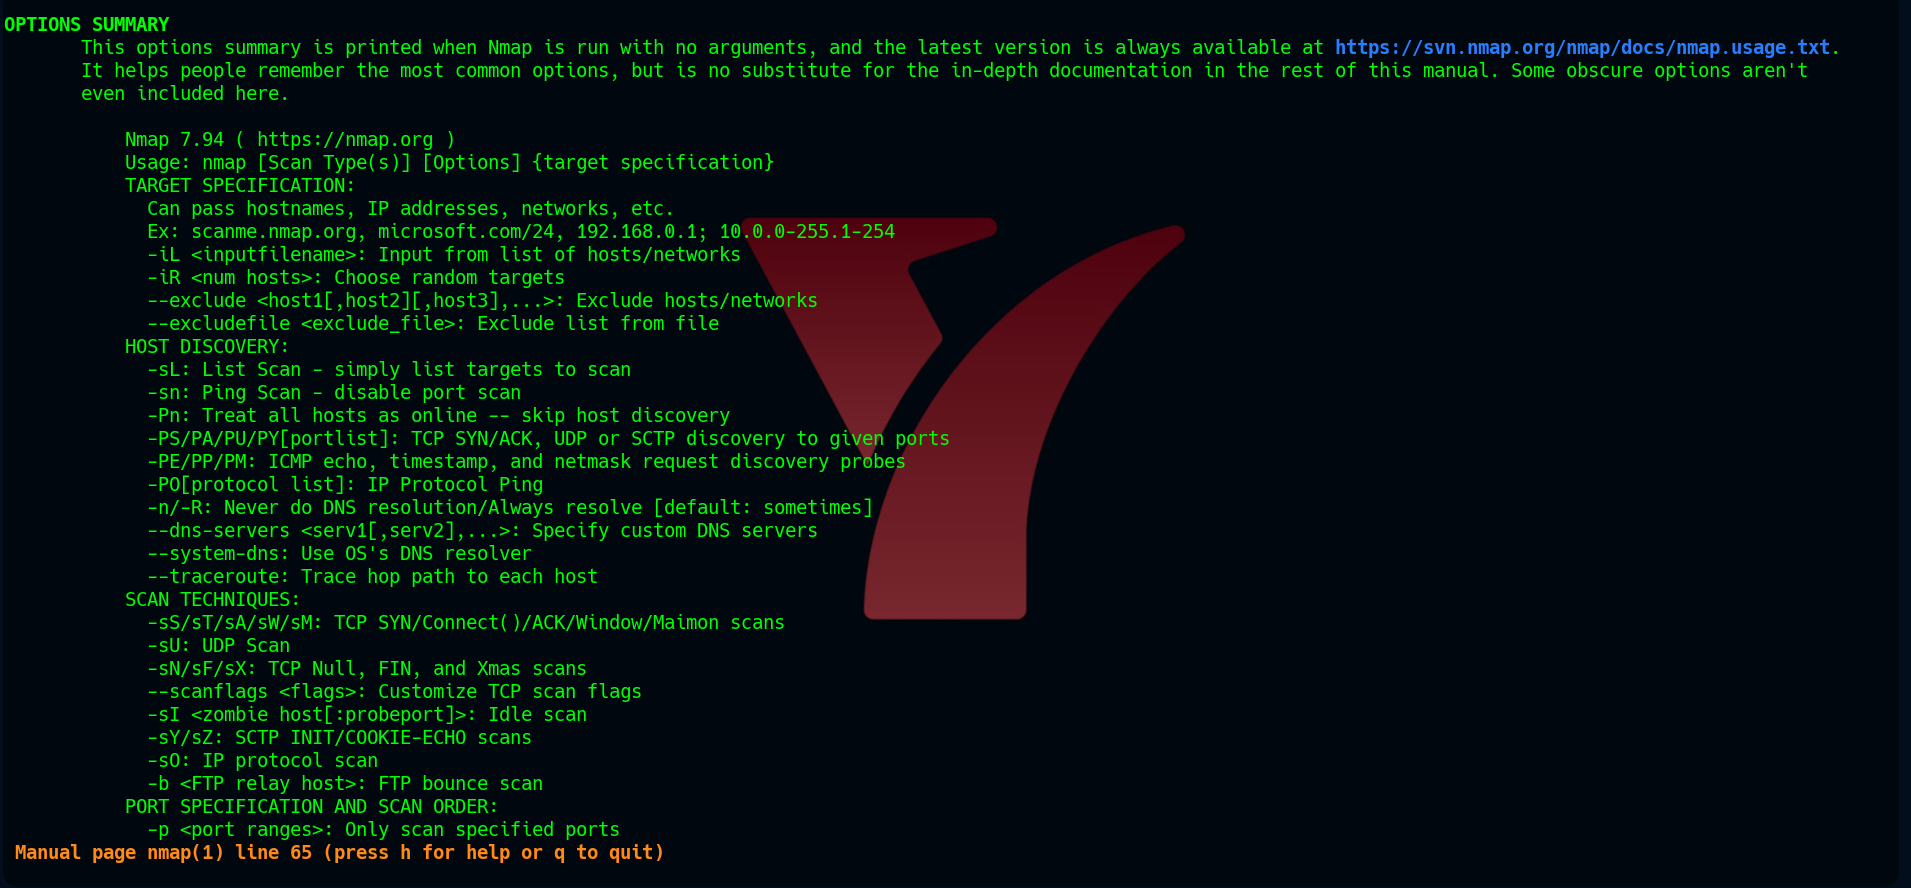 OPTIONS SUMMARY
This options summary is printed when Nmap is run with no arguments, and the latest version is always available at https://svn.nmap.org/nmap/docs/nmap.usage.txt.
It helps people remember the most common options, but is no substitute for the in-depth documentation in the rest of this manual. Some obscure options aren't
even included here.
Nmap 7.94 ( https://nmap.org )
Usage: nmap [Scan Type(s)] [Options] {target specification}
TARGET SPECIFICATION:
Can pass hostnames, IP addresses, networks, etc.
Ex: scanme.nmap.org, microsoft.com/24, 192.168.0.1; 10.0.0-255.1-254
-iL <inputfilename>: Input from list of hosts/networks
-iR <num hosts>: Choose random targets
--exclude <host1[,host2][,host3],...>: Exclude hosts/networks
--excludefile <exclude_file>: Exclude list from file
HOST DISCOVERY:
-sL: List Scan - simply list targets to scan
-sn: Ping Scan - disable port scan
-Pn: Treat all hosts as online -- skip host discovery
-PS/PA/PU/PY[portlist]: TCP SYN/ACK, UDP or SCTP discovery to given ports
-PE/PP/PM: ICMP echo, timestamp, and netmask request discovery probes
-PO[protocol list]: IP Protocol Ping
-n/-R: Never do DNS resolution/Always resolve [default: sometimes]
--dns-servers <serv1[,serv2],...>: Specify custom DNS servers
--system-dns: Use OS's DNS resolver
--traceroute: Trace hop path to each host
SCAN TECHNIQUES:
-sS/sT/sA/sW/sM: TCP SYN/Connect()/ACK/Window/Maimon scans
-sU: UDP Scan
-sN/sF/sX: TCP Null, FIN, and Xmas scans
--scanflags <flags>: Customize TCP scan flags
-sI <zombie host[:probeport]>: Idle scan
-sY/sZ: SCTP INIT/COOKIE-ECHO scans
-sO: IP protocol scan
-b <FTP relay host>: FTP bounce scan
PORT SPECIFICATION AND SCAN ORDER:
-p <port ranges>: Only scan specified ports
Manual page nmap(1) line 65 (press h for help or q to quit)